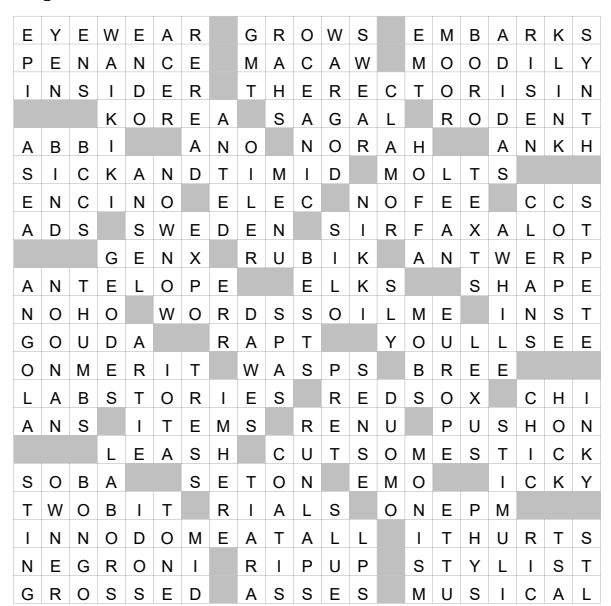 EYEWEAR GROWS EMBARKS
PENANCE MACAW MOODILY
INSIDER THERECTORISIN
KOREA SAGAL RODENT
ABBI ANO NORAH ANKH
SICKANDTIMID MOLTS
ENCINO ELEC NOFEE CCS
ADS SWEDEN SIRFAXALOT
GENX RUBIK ANTWERP
ANTELOPE ELKS SHAPE
NOHO WORDSSOILME INST
GOUDA RAPT YOULLSEE
ONMERIT WASPS BREE
LABSTORIES REDSOX CHI
ANS ITEMS RENU PUSHON
LEASH CUTSOMESTICK
SOBA SETON EMO ICKY
TWOBIT RIALS ONEPM
INNODOMEATALL ITHURTS
NEGRONI RIPUP STYLIST
GROSSED ASSES MUSICAL